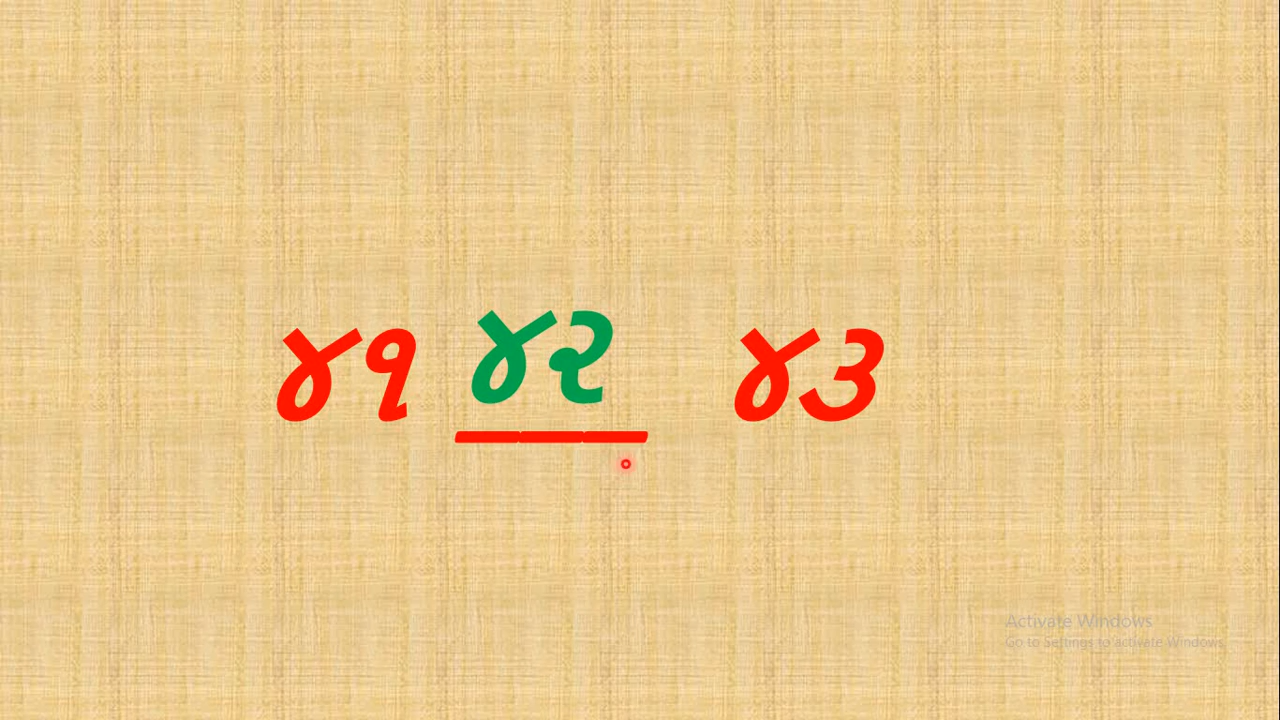 ૪૧ ૪૨ ૪૩
Activate Windows
Go to Settings to activate Windows.